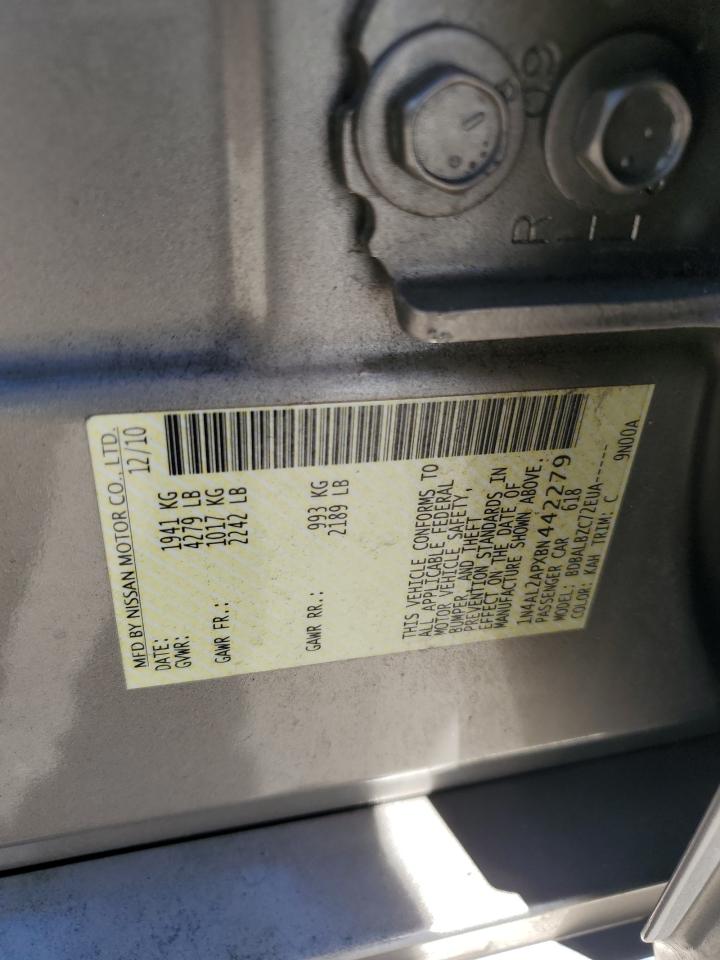 MFD BY NISSAN MOTOR CO., LTD.
DATE: 12/10
GVWR: 1941 KG
4279 LB
GAWR FR.: 1017 KG
2242 LB
GAWR RR.: 993 KG
2189 LB
THIS VEHICLE CONFORMS TO
ALL APPLICABLE FEDERAL
MOTOR VEHICLE SAFETY,
BUMPER, AND THEFT
PREVENTION STANDARDS IN
EFFECT ON THE DATE OF
MANUFACTURE SHOWN ABOVE.
1N4AL2APXBN442279
PASSENGER CAR 618
MODEL: BDBALBZC72EUA-----
COLOR: KAH TRIM: C 9N00A
R
09